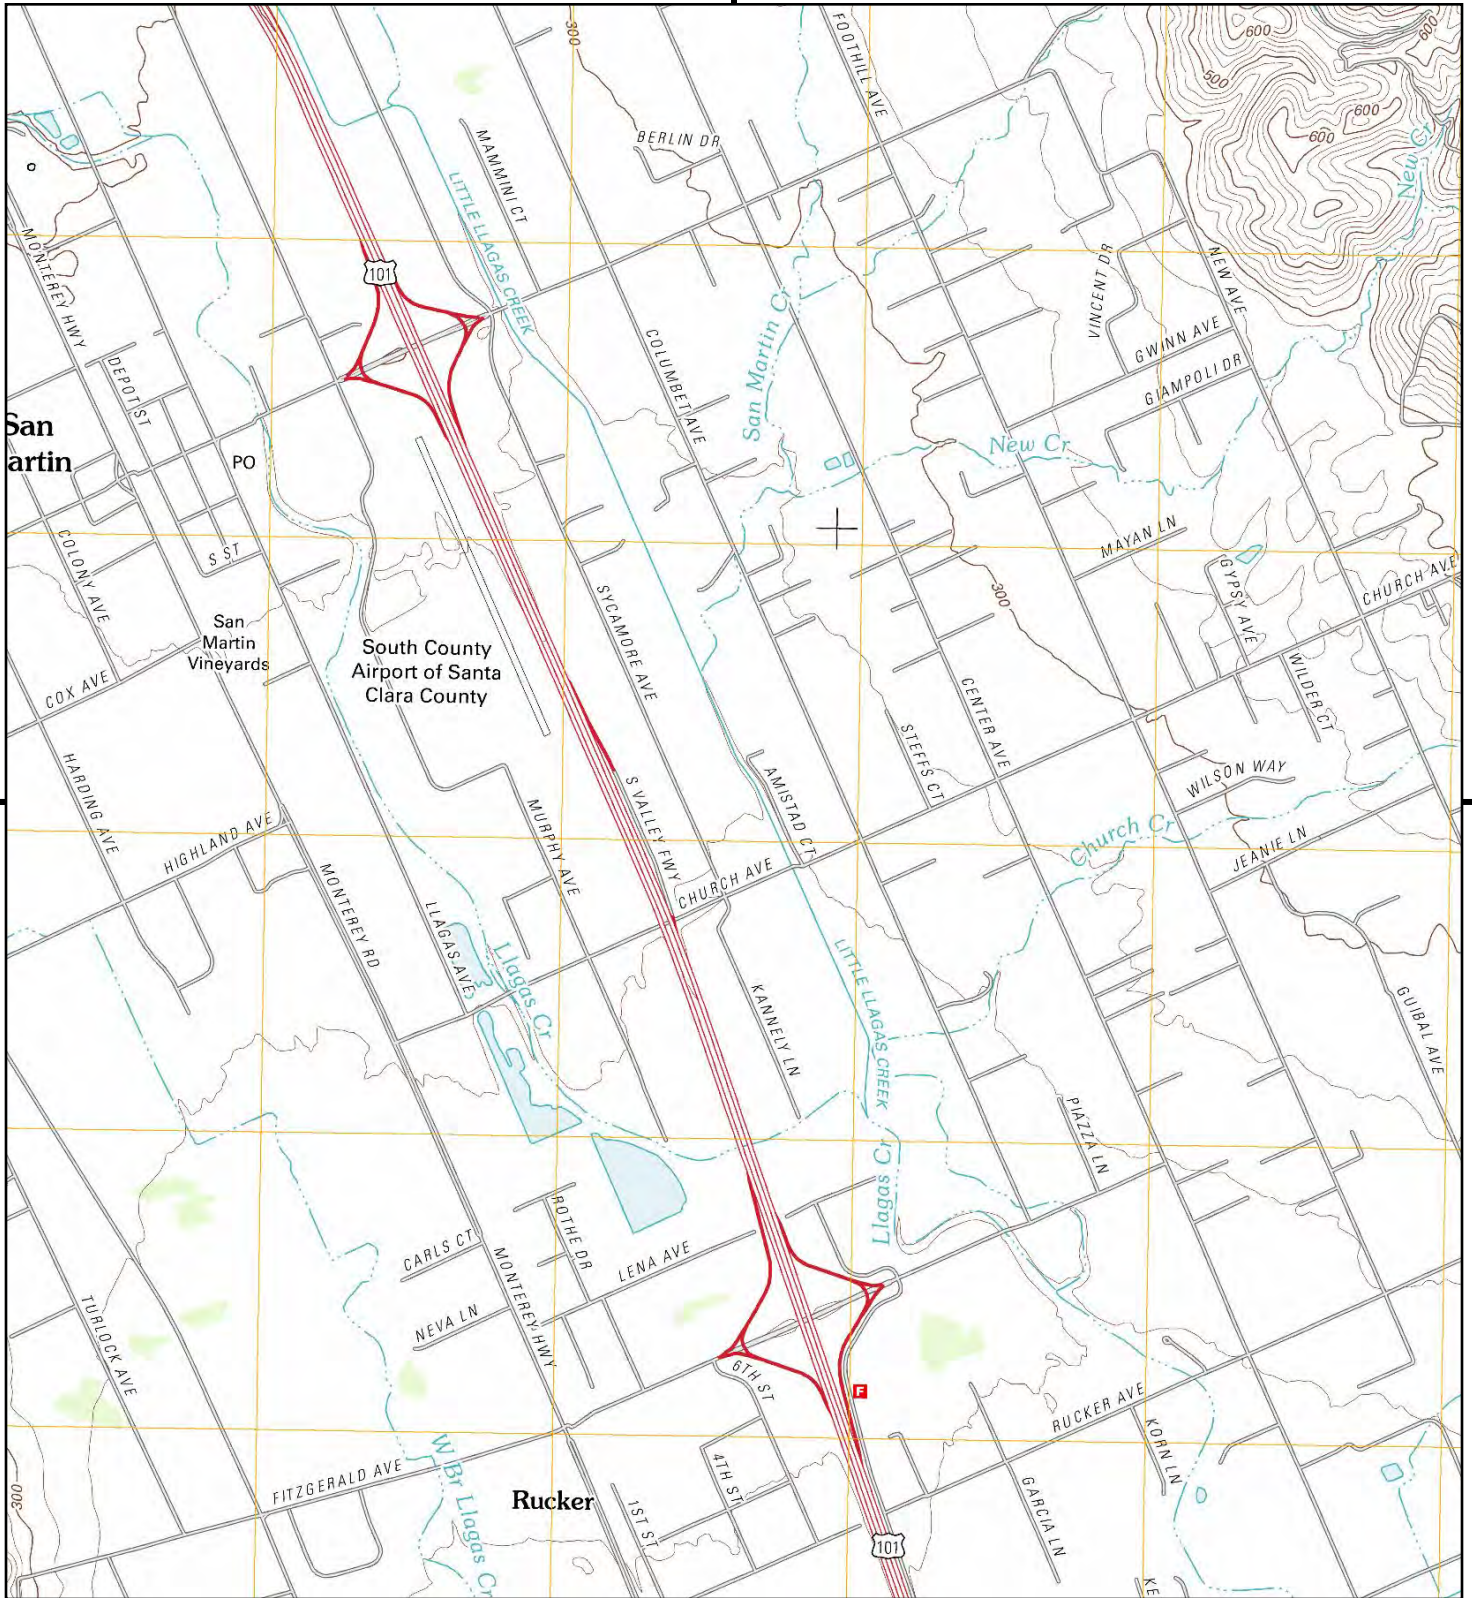 300
FOOTHILL AVE
600
600
500
600
600
BERLIN DR
MAMMINI CT
LITTLE LLAGAS CREEK
New Cr
MONTEREY HWY
101
VINCENT DR
NEW AVE
San Martin Cr
COLUMBET AVE
GWINN AVE
GIAMPOLI DR
DEPOT ST
San
artin
PO
New Cr
COLONY AVE
S ST
MAYAN LN
GYPSY AVE
CHURCH AVE
300
SYCAMORE AVE
San
Martin
Vineyards
South County
Airport of Santa
Clara County
COX AVE
WILDER CT
CENTER AVE
STEFFS CT
HARDING AVE
AMISTAD CT
WILSON WAY
S VALLEY FWY
MURPHY AVE
HIGHLAND AVE
Church Cr
JEANIE LN
MONTEREY RD
CHURCH AVE
LLAGAS AVE
Llagas Cr
LITTLE LLAGAS CREEK
KANNELY LN
GUIBAL AVE
PIAZZA LN
Llagas Cr
ROTHE DR
CARLS CT
LENA AVE
MONTEREY HWY
NEVA LN
TURLOCK AVE
6TH ST
F
RUCKER AVE
KORN LN
W Br Llagas Cr
FITZGERALD AVE
4TH ST
300
Rucker
1ST ST
GARCIA LN
101
KE